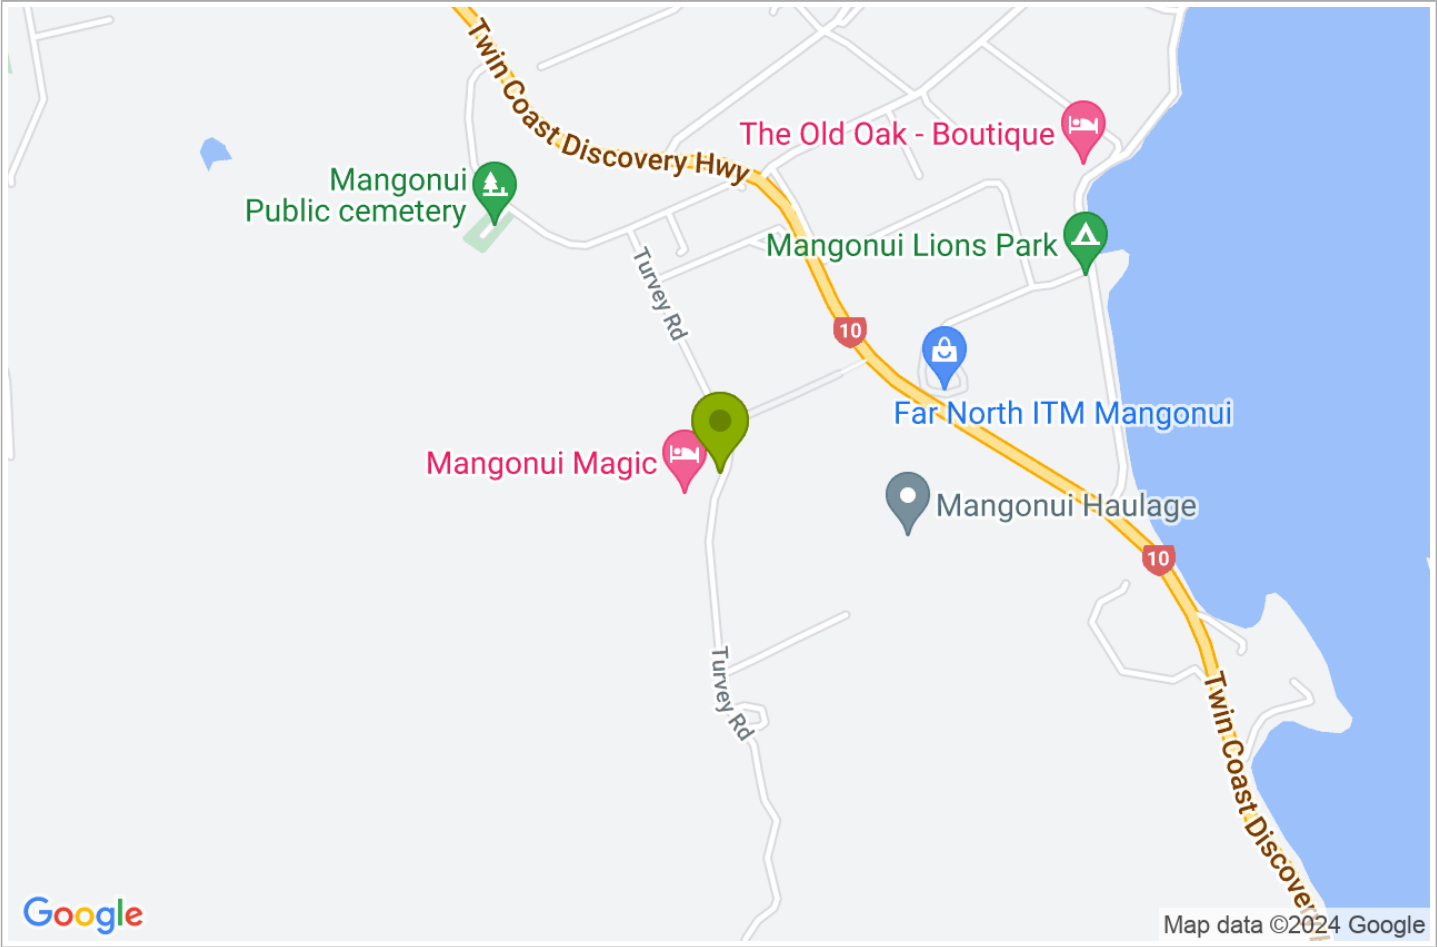 Twin Coast Discovery Hwy
The Old Oak - Boutique
Mangonui
Public cemetery
Mangonui Lions Park
Turvey Rd
10
Far North ITM Mangonui
Mangonui Magic
Mangonui Haulage
10
Turvey Rd
Twin Coast Discovery
Google
Map data ©2024 Google